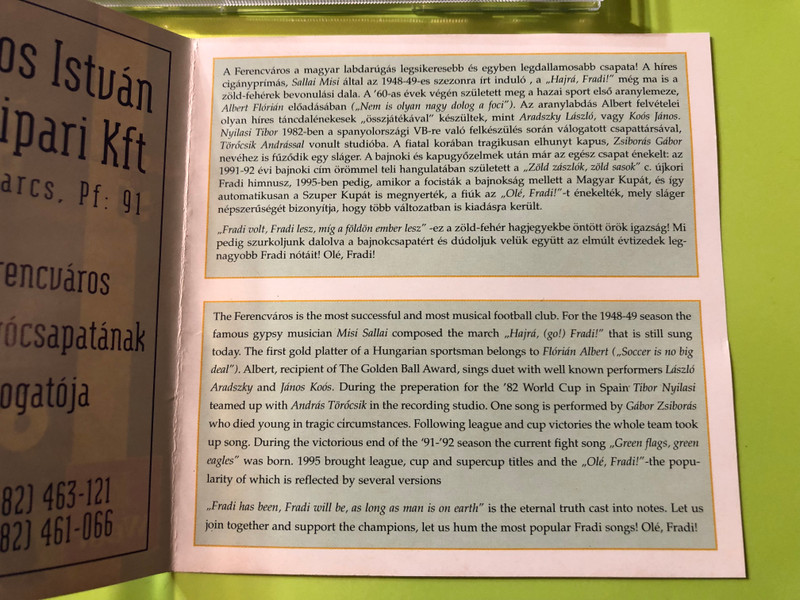 os István
ipari Kft
arcs, Pf: 91
rencváros
ócsapatának
ogatója
82) 463-121
82) 461-066
A Ferencváros a magyar labdarúgás legsikeresebb és egyben legdallamosabb csapata! A híres
cigányprímás, Sallai Misi által az 1948-49-es szezonra írt induló , a „Hajrá, Fradi!" még ma is a
zöld-fehérek bevonulási dala. A '60-as évek végén született meg a hazai sport első aranylemeze,
Albert Flórián előadásában („Nem is olyan nagy dolog a foci"). Az aranylabdás Albert felvételei
olyan híres táncdalénekesek „összjátékával" készültek, mint Aradszky László, vagy Koós János.
Nyilasi Tibor 1982-ben a spanyolországi VB-re való felkészülés során válogatott csapattársával,
Törőcsik Andrással vonult studióba. A fiatal korában tragikusan elhunyt kapus, Zsiborás Gábor
nevéhez is fűződik egy sláger. A bajnoki és kapugyőzelmek után már az egész csapat énekelt: az
1991-92 évi bajnoki cím örömmel teli hangulatában született a „Zöld zászlók, zöld sasok" c. újkori
Fradi himnusz, 1995-ben pedig, amikor a focisták a bajnokság mellett a Magyar Kupát, és így
automatikusan a Szuper Kupát is megnyerték, a fiúk az „Olé, Fradi!"-t énekelték, mely sláger
népszerűségét bizonyítja, hogy több változatban is kiadásra került.
„Fradi volt, Fradi lesz, míg a földön ember lesz" -ez a zöld-fehér hagjegyekbe öntött örök igazság! Mi
pedig szurkoljunk dalolva a bajnokcsapatért és dúdoljuk velük együtt az elmúlt évtizedek leg-
nagyobb Fradi nótáit! Olé, Fradi!
The Ferencváros is the most successful and most musical football club. For the 1948-49 season the
famous gypsy musician Misi Sallai composed the march „Hajrá, (go!) Fradi!" that is still sung
today. The first gold platter of a Hungarian sportsman belongs to Flórián Albert („Soccer is no big
deal"). Albert, recipient of The Golden Ball Award, sings duet with well known performers László
Aradszky and János Koós. During the preperation for the '82 World Cup in Spain Tibor Nyilasi
teamed up with András Törőcsik in the recording studio. One song is performed by Gábor Zsiborás
who died young in tragic circumstances. Following league and cup victories the whole team took
up song. During the victorious end of the '91-'92 season the current fight song „Green flags, green
eagles" was born. 1995 brought league, cup and supercup titles and the „Olé, Fradi!"-the popu-
larity of which is reflected by several versions
„Fradi has been, Fradi will be, as long as man is on earth" is the eternal truth cast into notes. Let us
join together and support the champions, let us hum the most popular Fradi songs! Olé, Fradi!